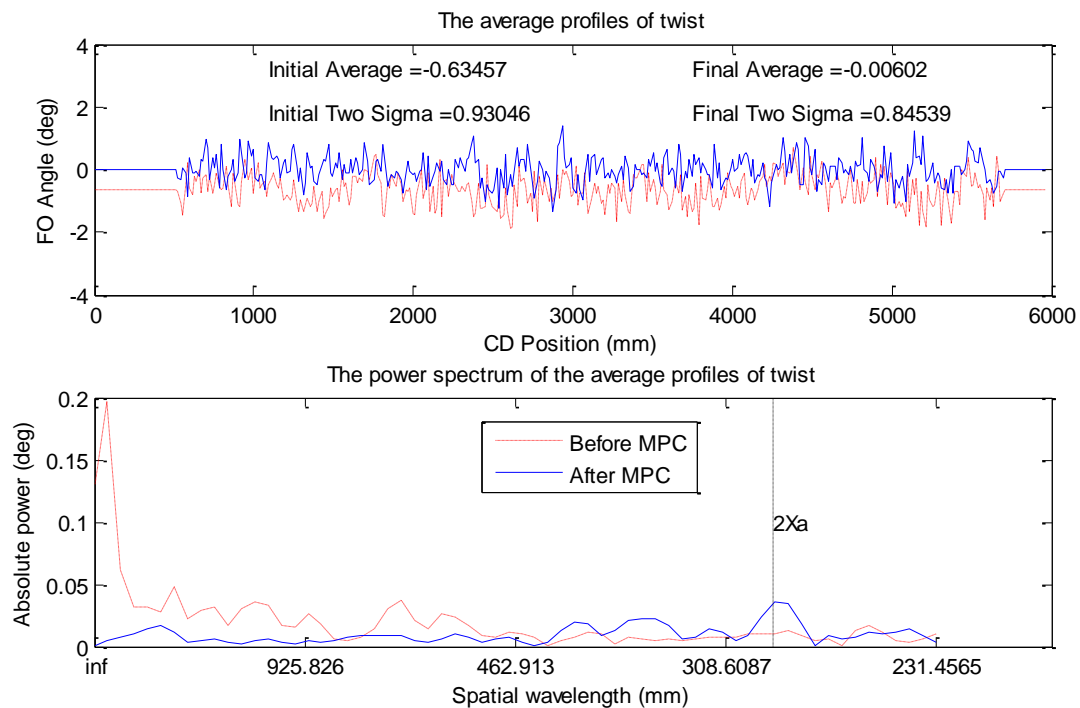 The average profiles of twist
Initial Average =-0.63457
Final Average =-0.00602
Initial Two Sigma =0.93046
Final Two Sigma =0.84539
FO Angle (deg)
4
2
0
-2
-4
0
1000
2000
3000
4000
5000
6000
CD Position (mm)
The power spectrum of the average profiles of twist
Absolute power (deg)
0.2
0.15
0.1
0.05
0
Before MPC
After MPC
2Xa
inf
925.826
462.913
308.6087
231.4565
Spatial wavelength (mm)